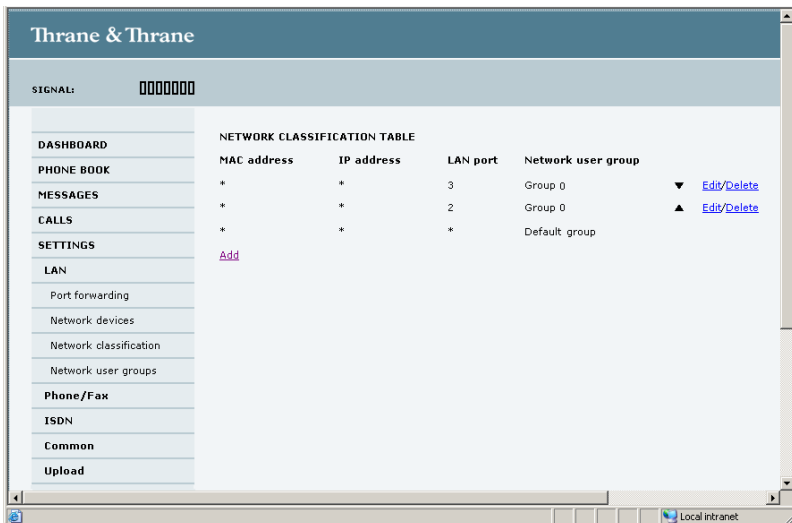 Thrane & Thrane
SIGNAL:
DASHBOARD
PHONE BOOK
MESSAGES
CALLS
SETTINGS
LAN
Port forwarding
Network devices
Network classification
Network user groups
Phone/Fax
ISDN
Common
Upload
NETWORK CLASSIFICATION TABLE
MAC address IP address LAN port Network user group
* * 3 Group 0 ▼ Edit/Delete
* * 2 Group 0 ▲ Edit/Delete
* * * Default group
Add
Local intranet